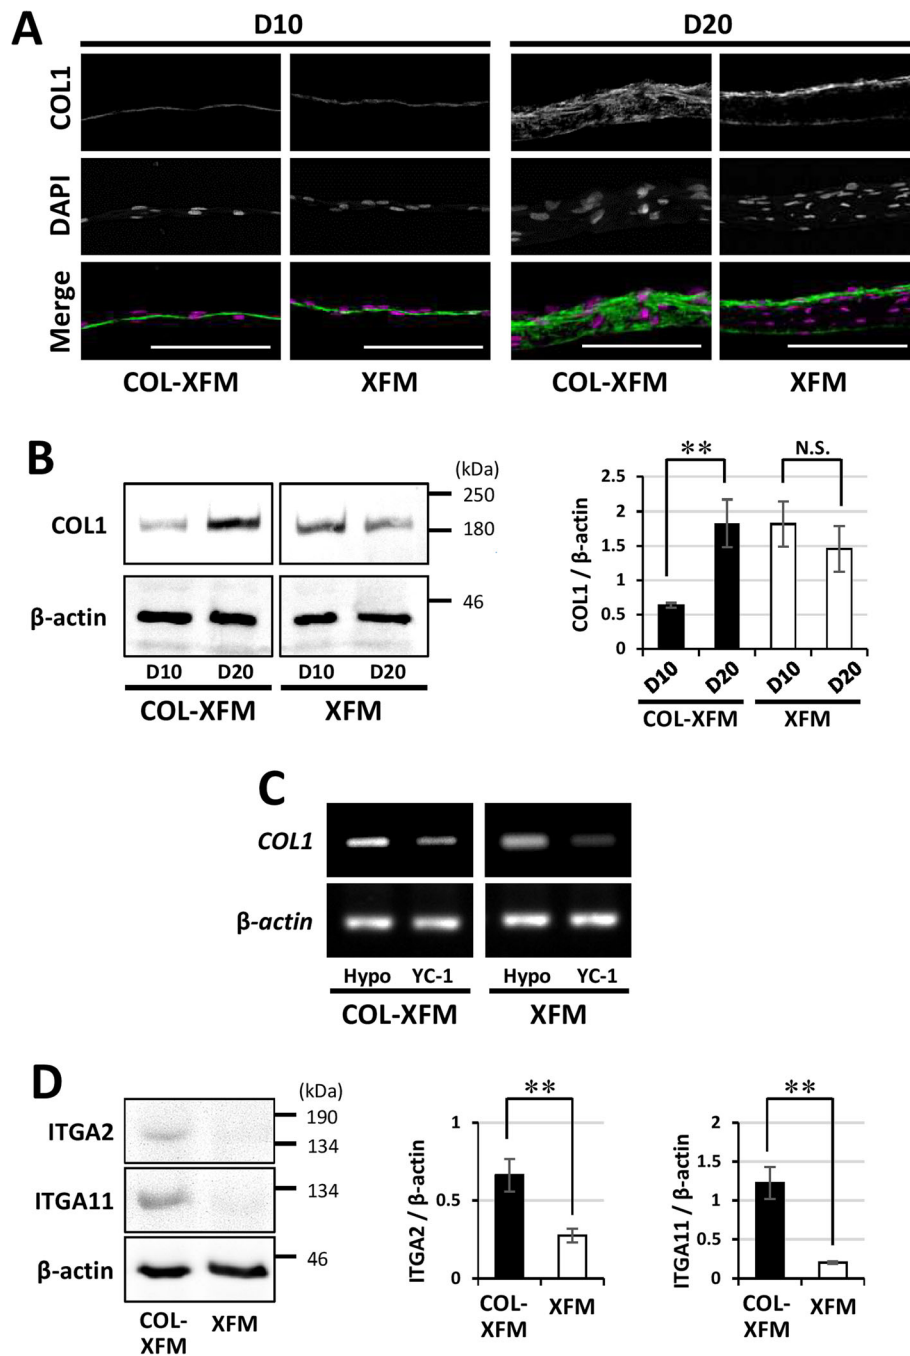 A
D10
D20
COL1
DAPI
Merge
COL-XFM
XFM
COL-XFM
XFM
B
(kDa)
COL1
250
180
β-actin
46
D10
D20
D10
D20
COL-XFM
XFM
**
N.S.
COL1 / β-actin
2.5
2
1.5
1
0.5
0
D10
D20
D10
D20
COL-XFM
XFM
C
COL1
β-actin
Hypo
YC-1
Hypo
YC-1
COL-XFM
XFM
D
(kDa)
ITGA2
190
134
ITGA11
134
β-actin
46
COL-
XFM
XFM
**
ITGA2 / β-actin
1
0.5
0
COL-
XFM
XFM
**
ITGA11 / β-actin
2
1.5
1
0.5
0
COL-
XFM
XFM